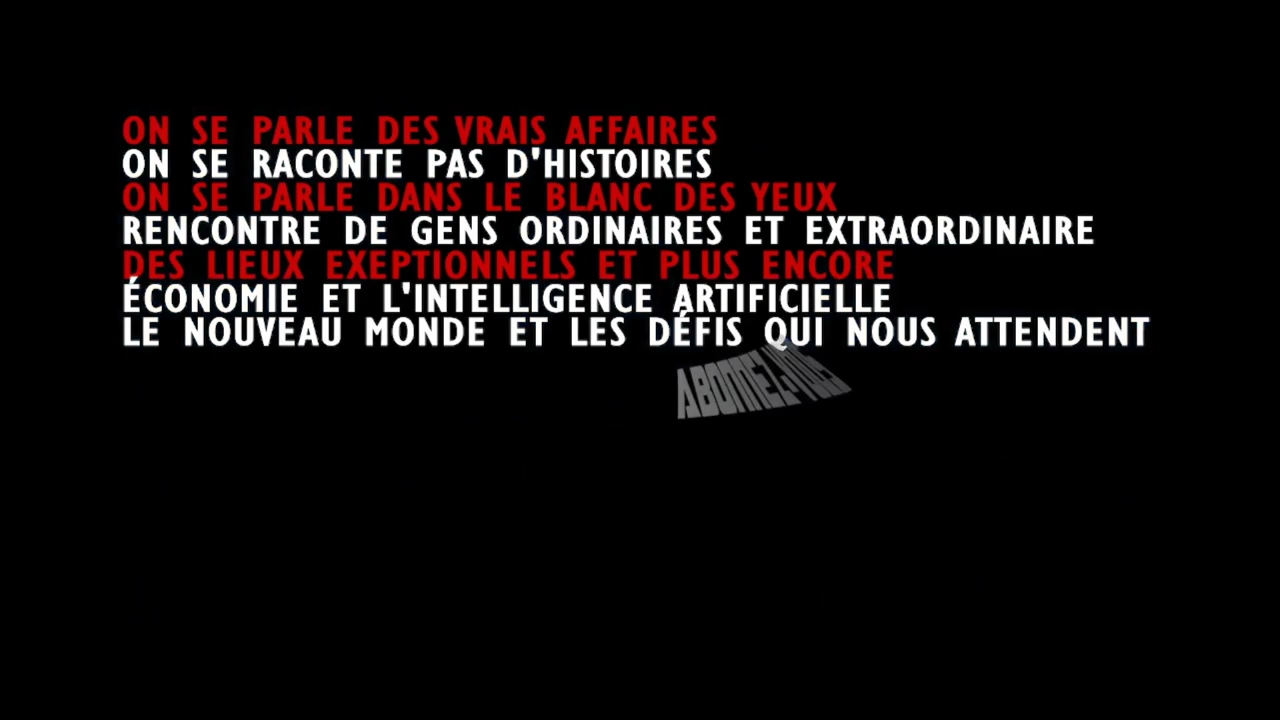 ON SE PARLE DES VRAIS AFFAIRES
ON SE RACONTE PAS D'HISTOIRES
ON SE PARLE DANS LE BLANC DES YEUX
RENCONTRE DE GENS ORDINAIRES ET EXTRAORDINAIRE
DES LIEUX EXEPTIONNELS ET PLUS ENCORE
ÉCONOMIE ET L'INTELLIGENCE ARTIFICIELLE
LE NOUVEAU MONDE ET LES DÉFIS QUI NOUS ATTENDENT
ABONNEZ-VOUS